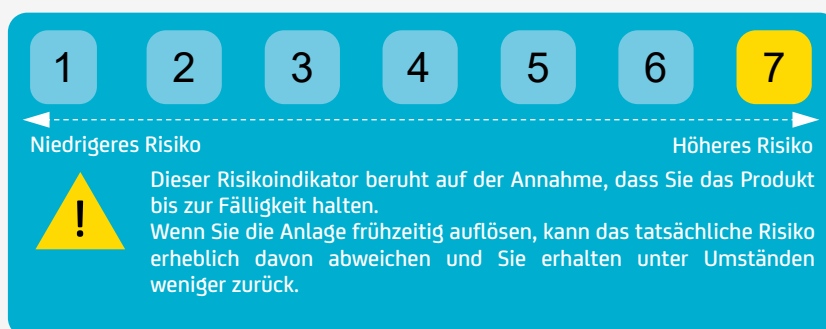 1 2 3 4 5 6 7
Niedrigeres Risiko Höheres Risiko
Dieser Risikoindikator beruht auf der Annahme, dass Sie das Produkt
bis zur Fälligkeit halten.
!
Wenn Sie die Anlage frühzeitig auflösen, kann das tatsächliche Risiko
erheblich davon abweichen und Sie erhalten unter Umständen
weniger zurück.